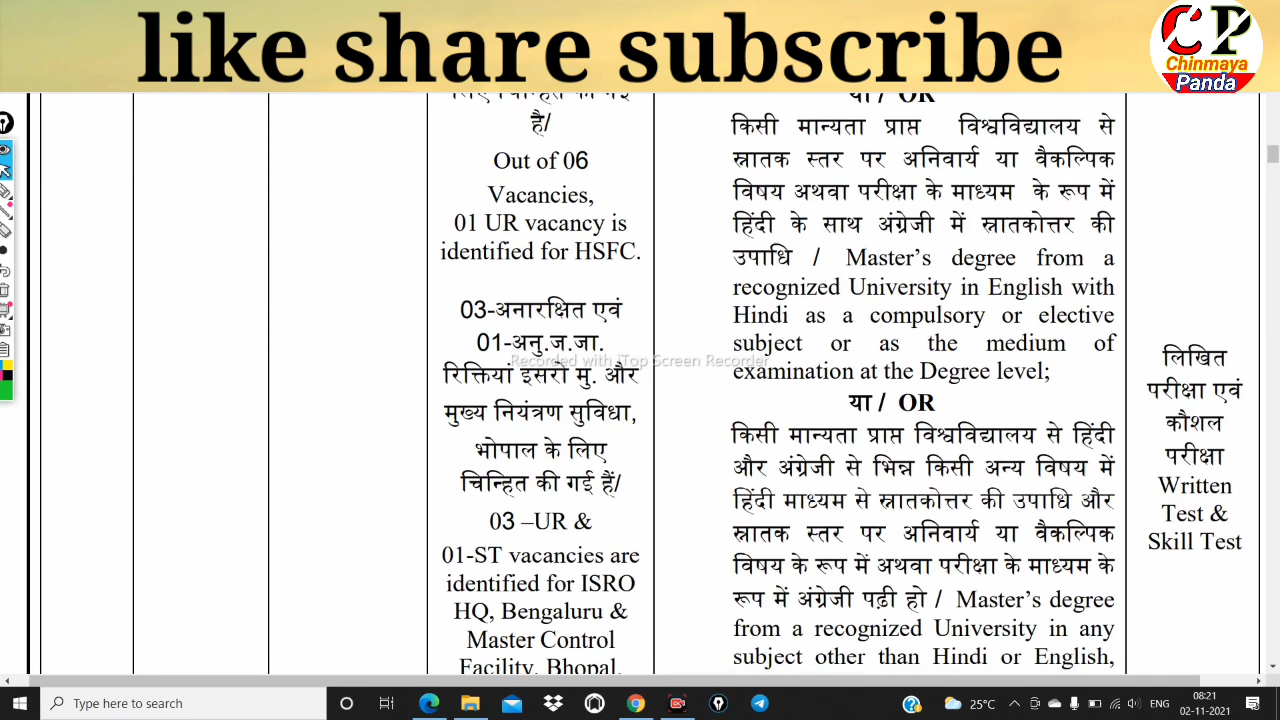 like share subscribe
CP
Chinmaya
Panda
है/
Out of 06
Vacancies,
01 UR vacancy is
identified for HSFC.
03-अनारक्षित एवं
01-अनु.ज.जा.
रिक्तियां इसरो मु. और
मुख्य नियंत्रण सुविधा,
भोपाल के लिए
चिन्हित की गई हैं/
03 –UR &
01-ST vacancies are
identified for ISRO
HQ, Bengaluru &
Master Control
Facility, Bhopal.
या / OR
किसी मान्यता प्राप्त विश्वविद्यालय से
स्नातक स्तर पर अनिवार्य या वैकल्पिक
विषय अथवा परीक्षा के माध्यम के रूप में
हिंदी के साथ अंग्रेजी में स्नातकोत्तर की
उपाधि / Master’s degree from a
recognized University in English with
Hindi as a compulsory or elective
subject or as the medium of
examination at the Degree level;
या / OR
किसी मान्यता प्राप्त विश्वविद्यालय से हिंदी
और अंग्रेजी से भिन्न किसी अन्य विषय में
हिंदी माध्यम से स्नातकोत्तर की उपाधि और
स्नातक स्तर पर अनिवार्य या वैकल्पिक
विषय के रूप में अथवा परीक्षा के माध्यम के
रूप में अंग्रेजी पढ़ी हो / Master’s degree
from a recognized University in any
subject other than Hindi or English,
लिखित
परीक्षा एवं
कौशल
परीक्षा
Written
Test &
Skill Test
Recorded with iTop Screen Recorder
Type here to search
25°C
ENG
08:21
02-11-2021